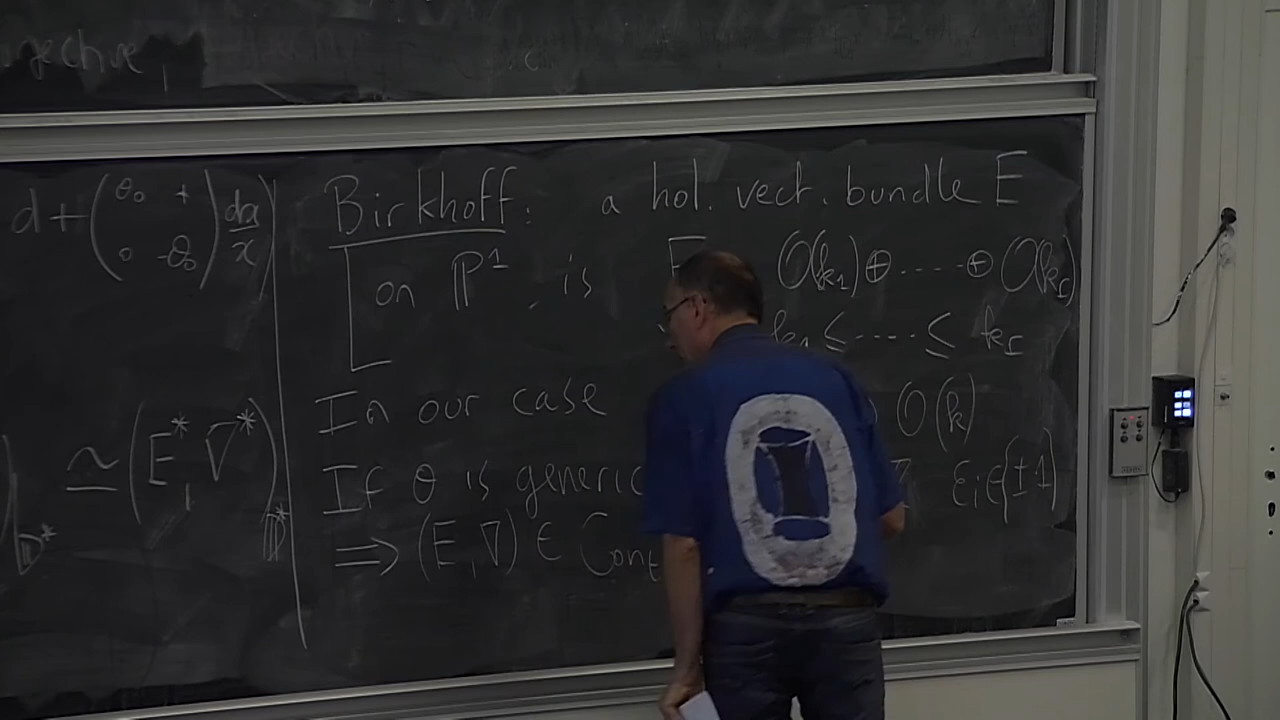 jective,
d + ( θ₀ + ; 0 -θ₀ ) dx/x )
≃ (E*, ∇*)
D*
D*
Birkhoff: a hol. vect. bundle E
on ℙ¹, is E O(k₁) ⊕ ..... ⊕ O(kᵣ)
k₁ ≤ ..... ≤ kᵣ
In our case O(k)
If θ is generic εᵢ ∈ {±1}
⟹ (E, ∇) ∈ Con